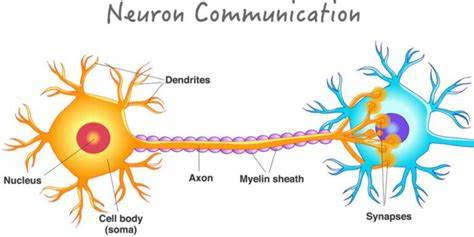 Neuron Communication
Dendrites
Nucleus
Axon
Myelin sheath
Cell body
(soma)
Synapses